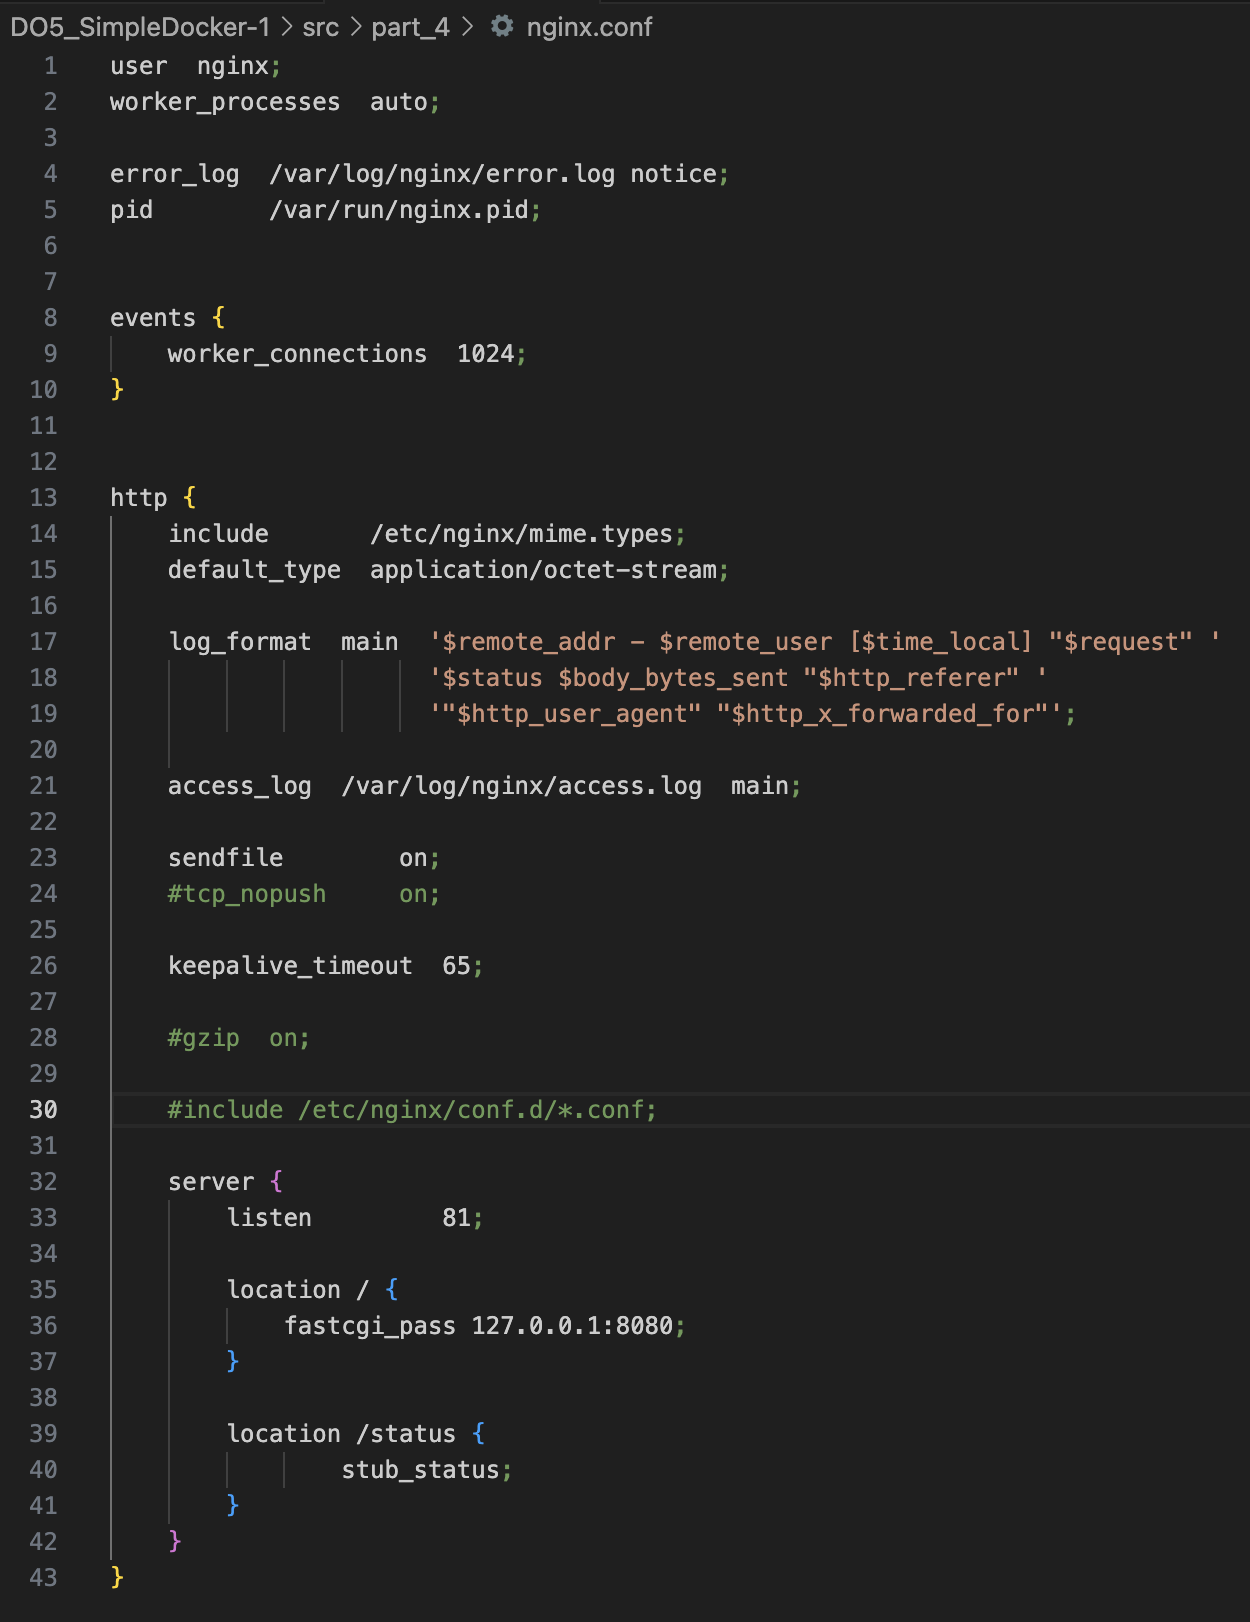 DO5_SimpleDocker-1 > src > part_4 > nginx.conf
1 user  nginx;
2 worker_processes  auto;
3
4 error_log  /var/log/nginx/error.log notice;
5 pid        /var/run/nginx.pid;
6
7
8 events {
9     worker_connections  1024;
10 }
11
12
13 http {
14     include       /etc/nginx/mime.types;
15     default_type  application/octet-stream;
16
17     log_format  main  '$remote_addr - $remote_user [$time_local] "$request" '
18                       '$status $body_bytes_sent "$http_referer" '
19                       '"$http_user_agent" "$http_x_forwarded_for"';
20
21     access_log  /var/log/nginx/access.log  main;
22
23     sendfile        on;
24     #tcp_nopush     on;
25
26     keepalive_timeout  65;
27
28     #gzip  on;
29
30     #include /etc/nginx/conf.d/*.conf;
31
32     server {
33         listen         81;
34
35         location / {
36             fastcgi_pass 127.0.0.1:8080;
37         }
38
39         location /status {
40                 stub_status;
41         }
42     }
43 }